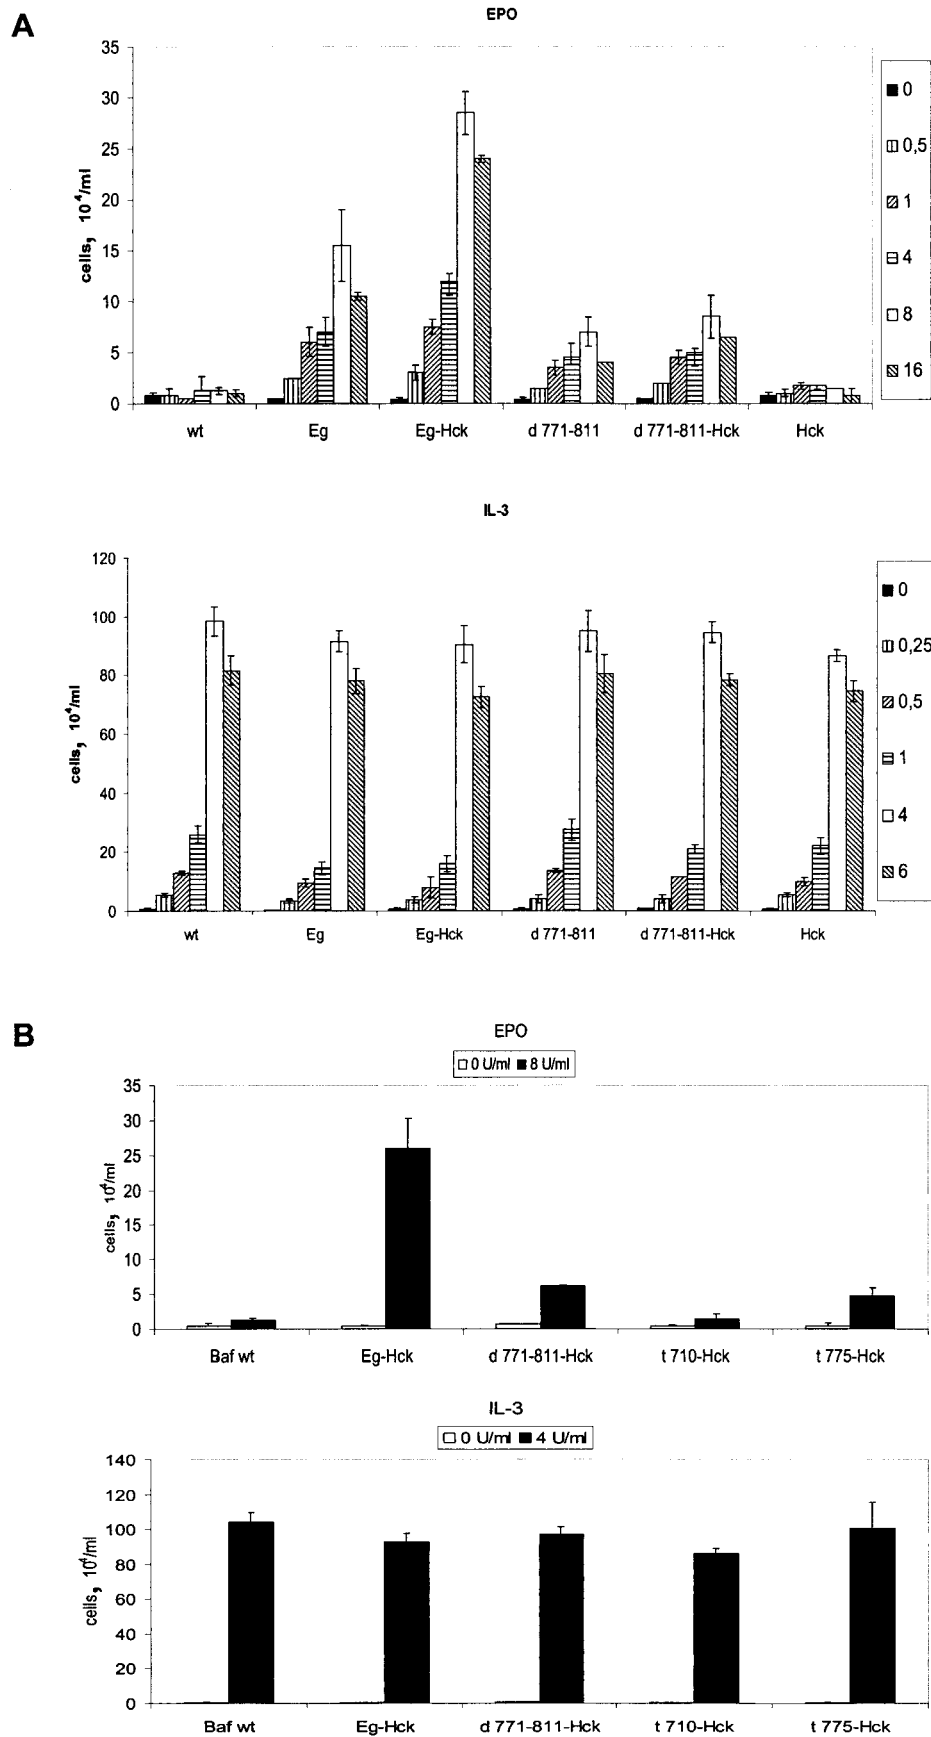 A
EPO
cells, 10⁴/ml
35
30
25
20
15
10
5
0
wt Eg Eg-Hck d 771-811 d 771-811-Hck Hck
0
0,5
1
4
8
16
IL-3
cells, 10⁴/ml
120
100
80
60
40
20
0
wt Eg Eg-Hck d 771-811 d 771-811-Hck Hck
0
0,25
0,5
1
4
6
B
EPO
0 U/ml 8 U/ml
cells, 10⁴/ml
35
30
25
20
15
10
5
0
Baf wt Eg-Hck d 771-811-Hck t 710-Hck t 775-Hck
IL-3
0 U/ml 4 U/ml
cells, 10⁴/ml
140
120
100
80
60
40
20
0
Baf wt Eg-Hck d 771-811-Hck t 710-Hck t 775-Hck